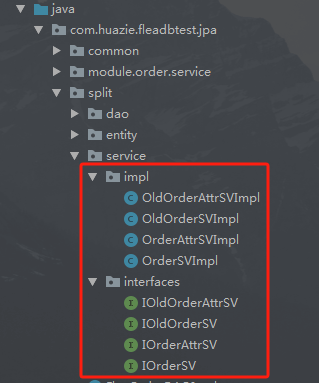 java
com.huazie.fleadbtest.jpa
common
module.order.service
split
dao
entity
service
impl
OldOrderAttrSVImpl
OldOrderSVImpl
OrderAttrSVImpl
OrderSVImpl
interfaces
IOldOrderAttrSV
IOldOrderSV
IOrderAttrSV
IOrderSV